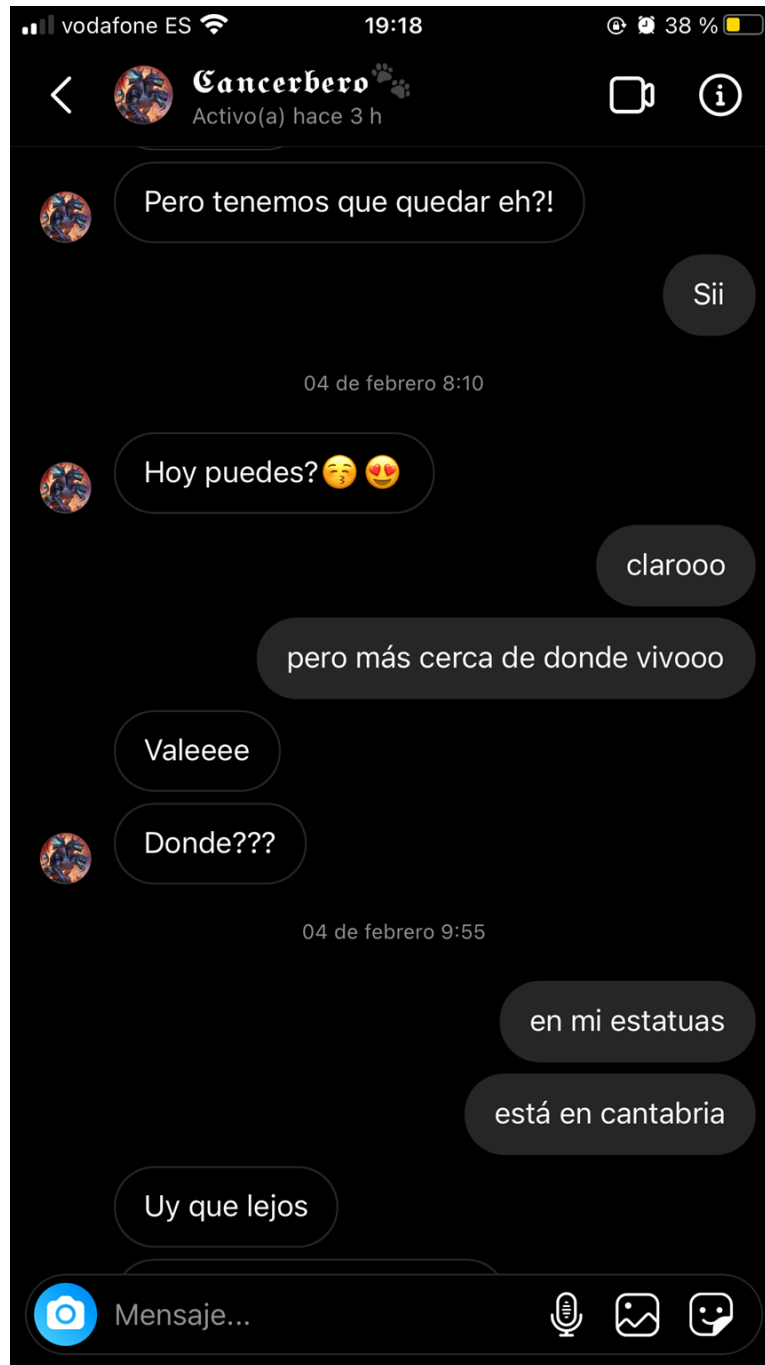 vodafone ES
19:18
38 %
𝕮𝖆𝖓𝖈𝖊𝖗𝖇𝖊𝖗𝖔🐾
Activo(a) hace 3 h
Pero tenemos que quedar eh?!
Sii
04 de febrero 8:10
Hoy puedes?😚😍
clarooo
pero más cerca de donde vivooo
Valeeee
Donde???
04 de febrero 9:55
en mi estatuas
está en cantabria
Uy que lejos
Mensaje...